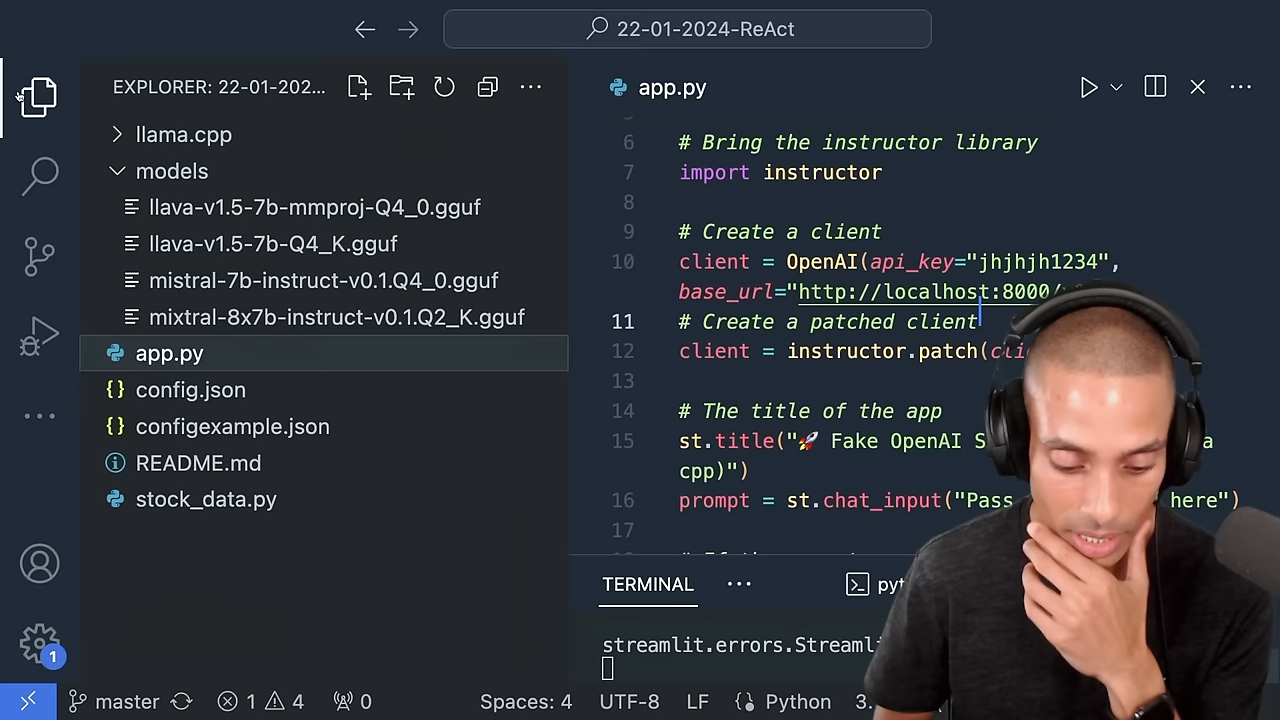 22-01-2024-ReAct
EXPLORER: 22-01-202...
llama.cpp
models
llava-v1.5-7b-mmproj-Q4_0.gguf
llava-v1.5-7b-Q4_K.gguf
mistral-7b-instruct-v0.1.Q4_0.gguf
mixtral-8x7b-instruct-v0.1.Q2_K.gguf
app.py
config.json
configexample.json
README.md
stock_data.py
1
app.py
6 # Bring the instructor library
7 import instructor
8
9 # Create a client
10 client = OpenAI(api_key="jhjhjh1234",
base_url="http://localhost:8000/
11 # Create a patched client
12 client = instructor.patch(
13
14 # The title of the app
15 st.title("🚀 Fake OpenAI
cpp)")
16 prompt = st.chat_input("Pass here")
17
TERMINAL
streamlit.errors.Streaml
master
1
4
0
Spaces: 4
UTF-8
LF
Python
3.